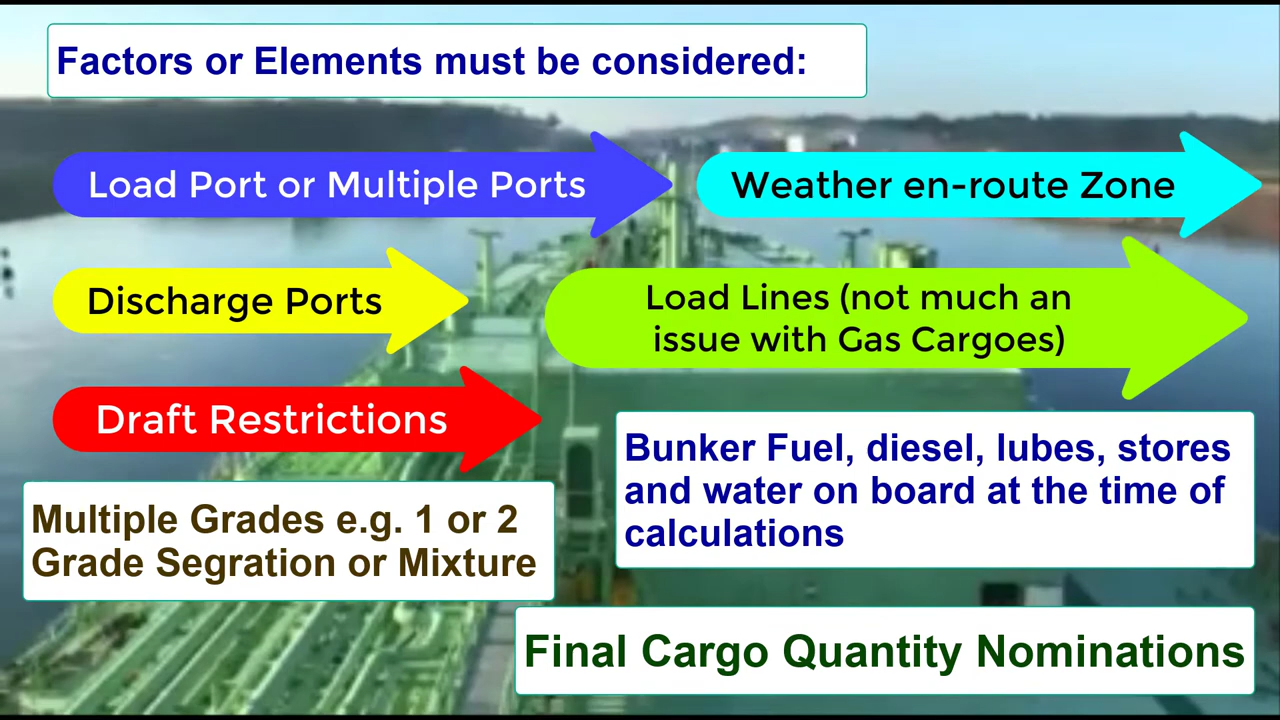 Factors or Elements must be considered:
Load Port or Multiple Ports
Weather en-route Zone
Discharge Ports
Load Lines (not much an
issue with Gas Cargoes)
Draft Restrictions
Bunker Fuel, diesel, lubes, stores
and water on board at the time of
calculations
Multiple Grades e.g. 1 or 2
Grade Segration or Mixture
Final Cargo Quantity Nominations